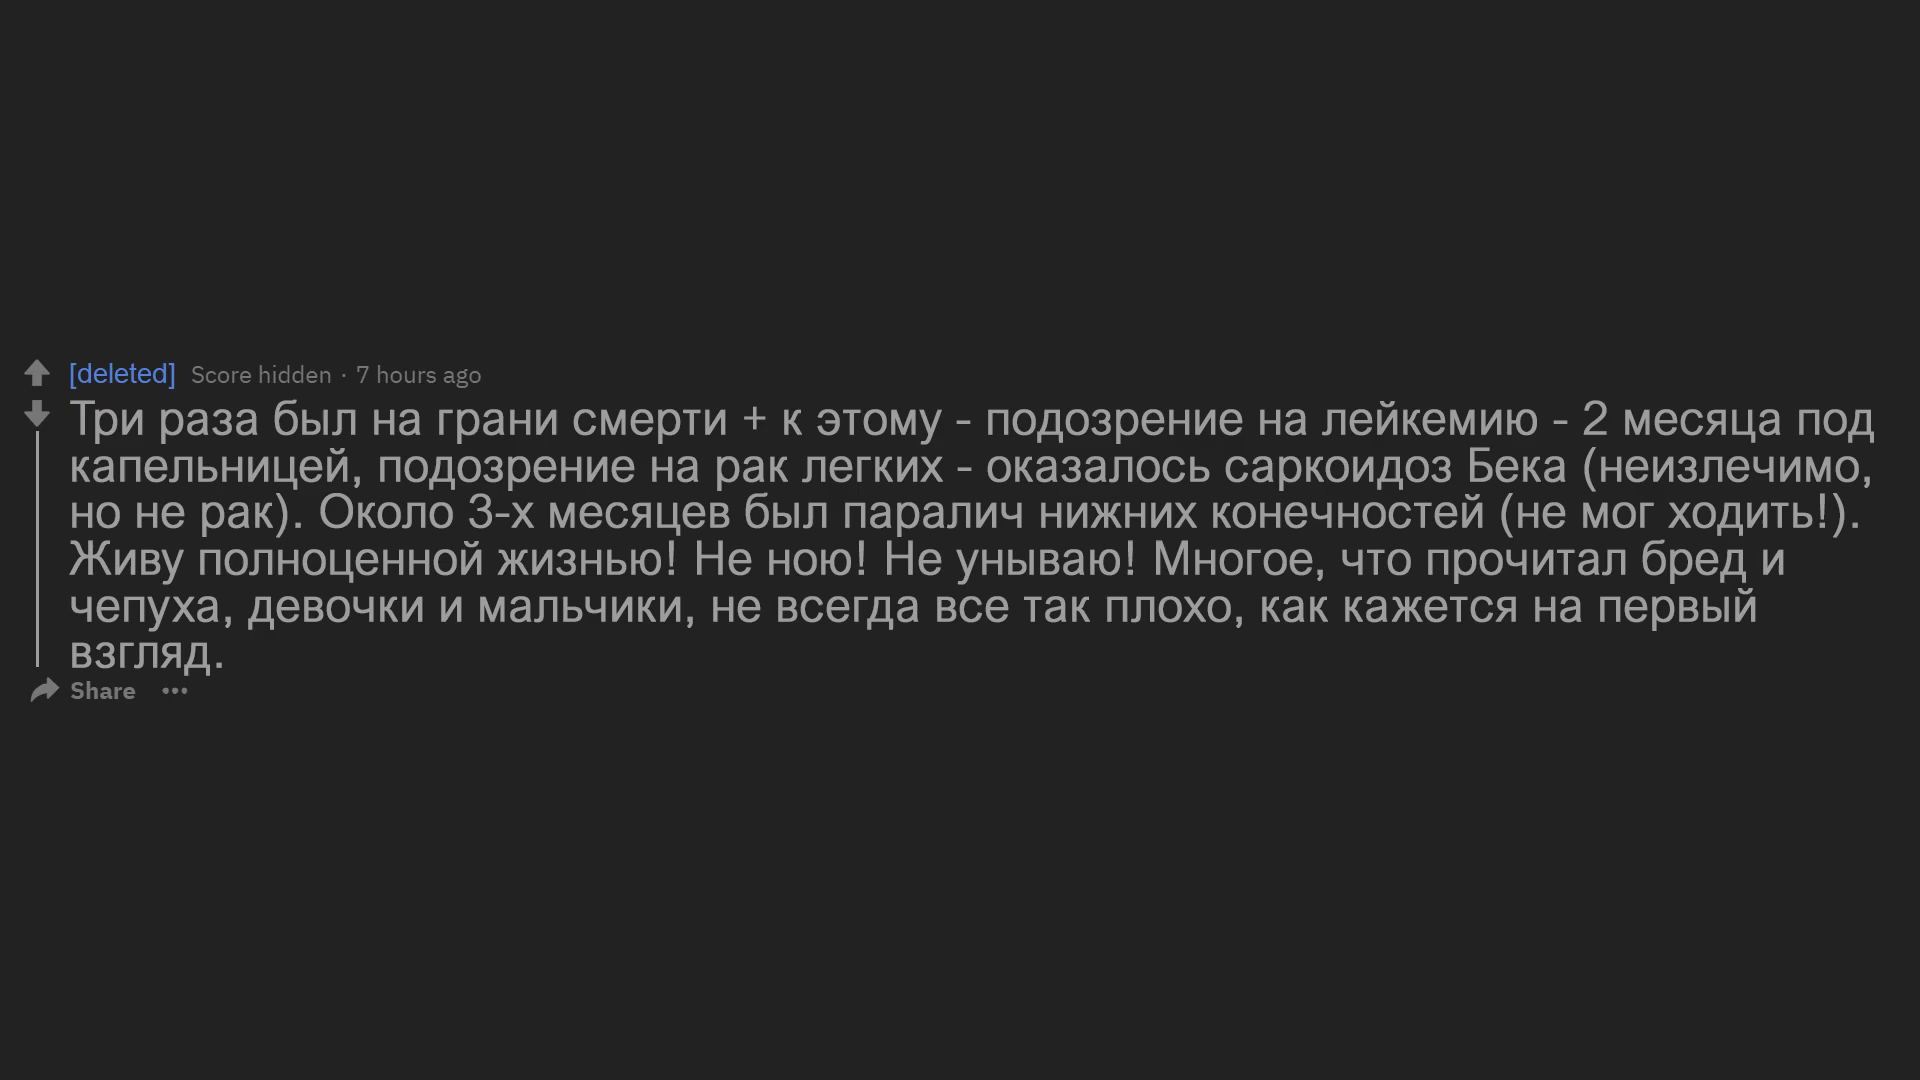 [deleted] Score hidden · 7 hours ago
Три раза был на грани смерти + к этому - подозрение на лейкемию - 2 месяца под
капельницей, подозрение на рак легких - оказалось саркоидоз Бека (неизлечимо,
но не рак). Около 3-х месяцев был паралич нижних конечностей (не мог ходить!).
Живу полноценной жизнью! Не ною! Не унываю! Многое, что прочитал бред и
чепуха, девочки и мальчики, не всегда все так плохо, как кажется на первый
взгляд.
Share ···